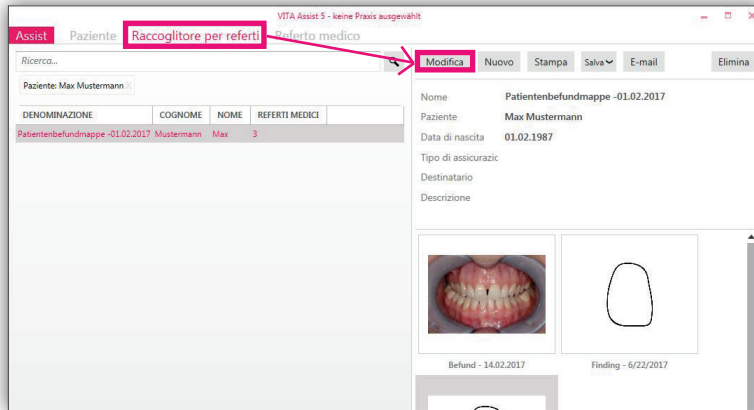 VITA Assist 5 - keine Praxis ausgewählt
Assist Paziente Raccoglitore per referti Referto medico
Ricerca...
Paziente: Max Mustermann X
DENOMINAZIONE COGNOME NOME REFERTI MEDICI
Patientenbefundmappe -01.02.2017 Mustermann Max 3
Modifica Nuovo Stampa Salva E-mail Elimina
Nome Patientenbefundmappe -01.02.2017
Paziente Max Mustermann
Data di nascita 01.02.1987
Tipo di assicurazic
Destinatario
Descrizione
Befund - 14.02.2017 Finding - 6/22/2017